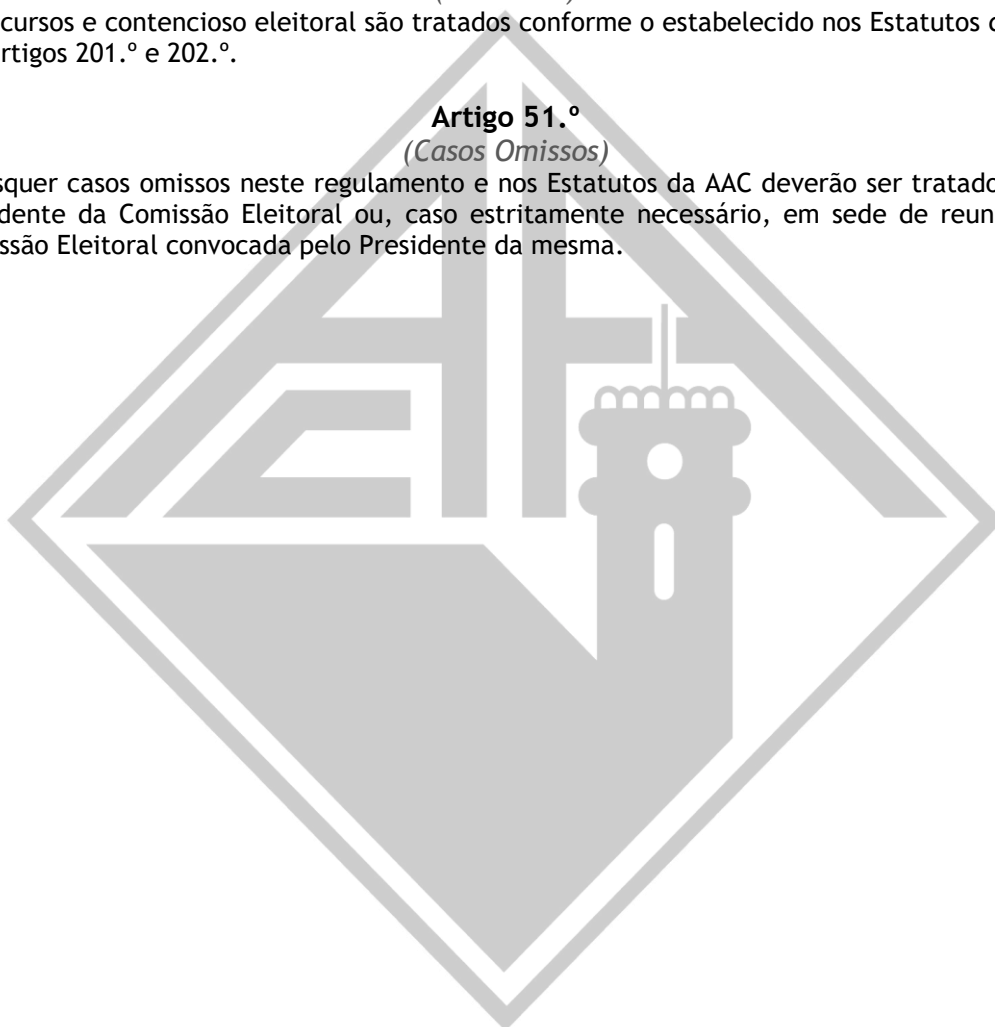 cursos e contencioso eleitoral são tratados conforme o estabelecido nos Estatutos
rtigos 201.º e 202.º.
Artigo 51.º
(Casos Omissos)
squer casos omissos neste regulamento e nos Estatutos da AAC deverão ser tratado
dente da Comissão Eleitoral ou, caso estritamente necessário, em sede de reun
ssão Eleitoral convocada pelo Presidente da mesma.